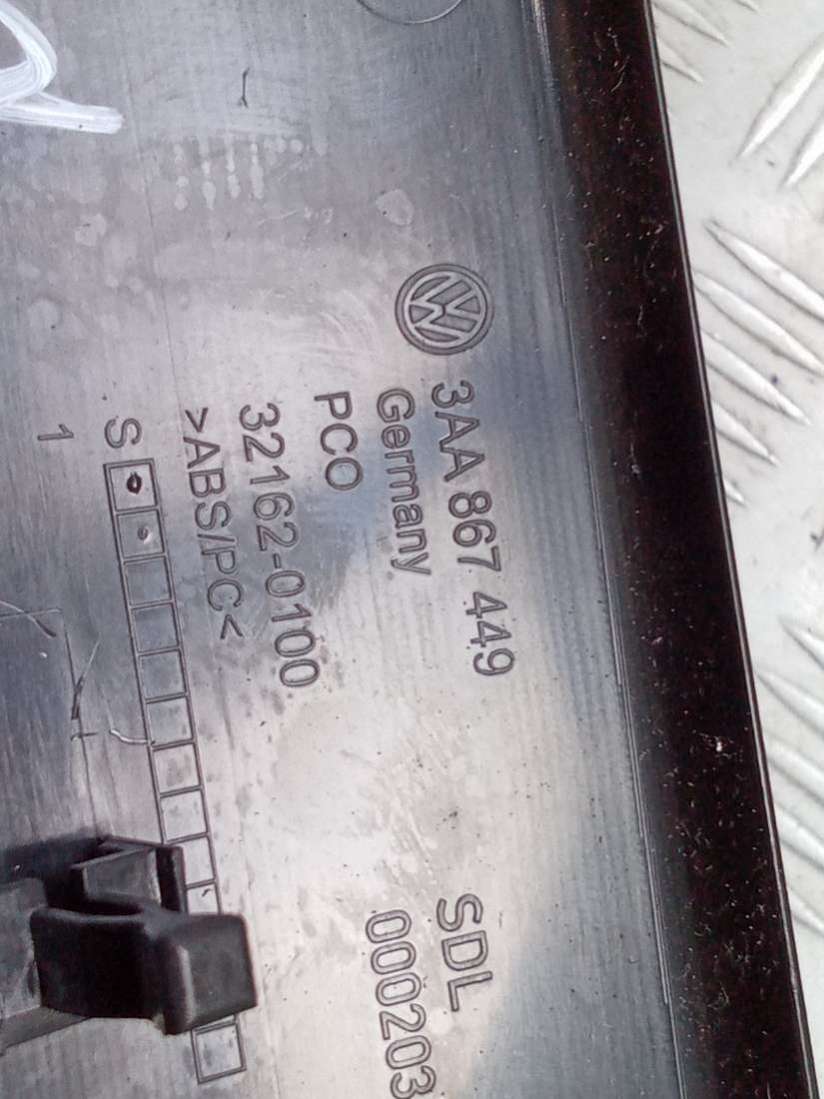 3AA 867 449
Germany
PCO
32162-0100
>ABS/PC<
S
1
SDL
000203